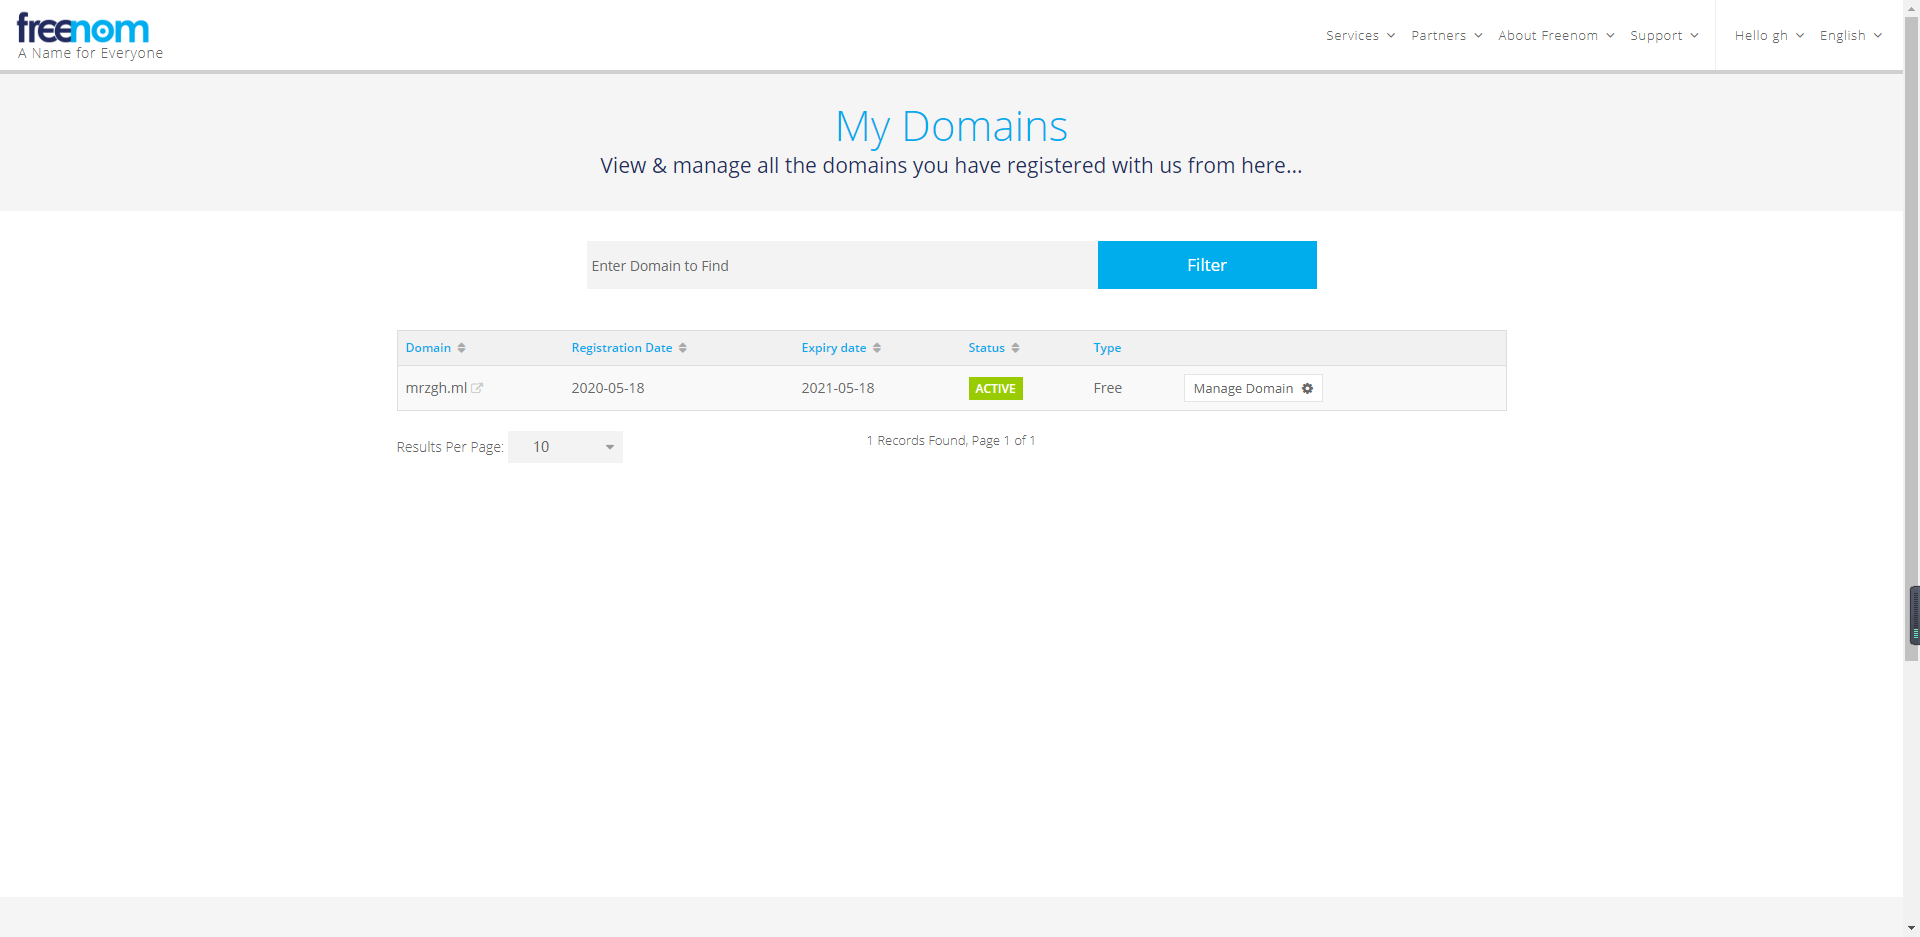 freenom
A Name for Everyone
Services Partners About Freenom Support Hello gh English
My Domains
View & manage all the domains you have registered with us from here...
Enter Domain to Find Filter
Domain Registration Date Expiry date Status Type
mrzgh.ml 2020-05-18 2021-05-18 ACTIVE Free Manage Domain
Results Per Page: 10 1 Records Found, Page 1 of 1